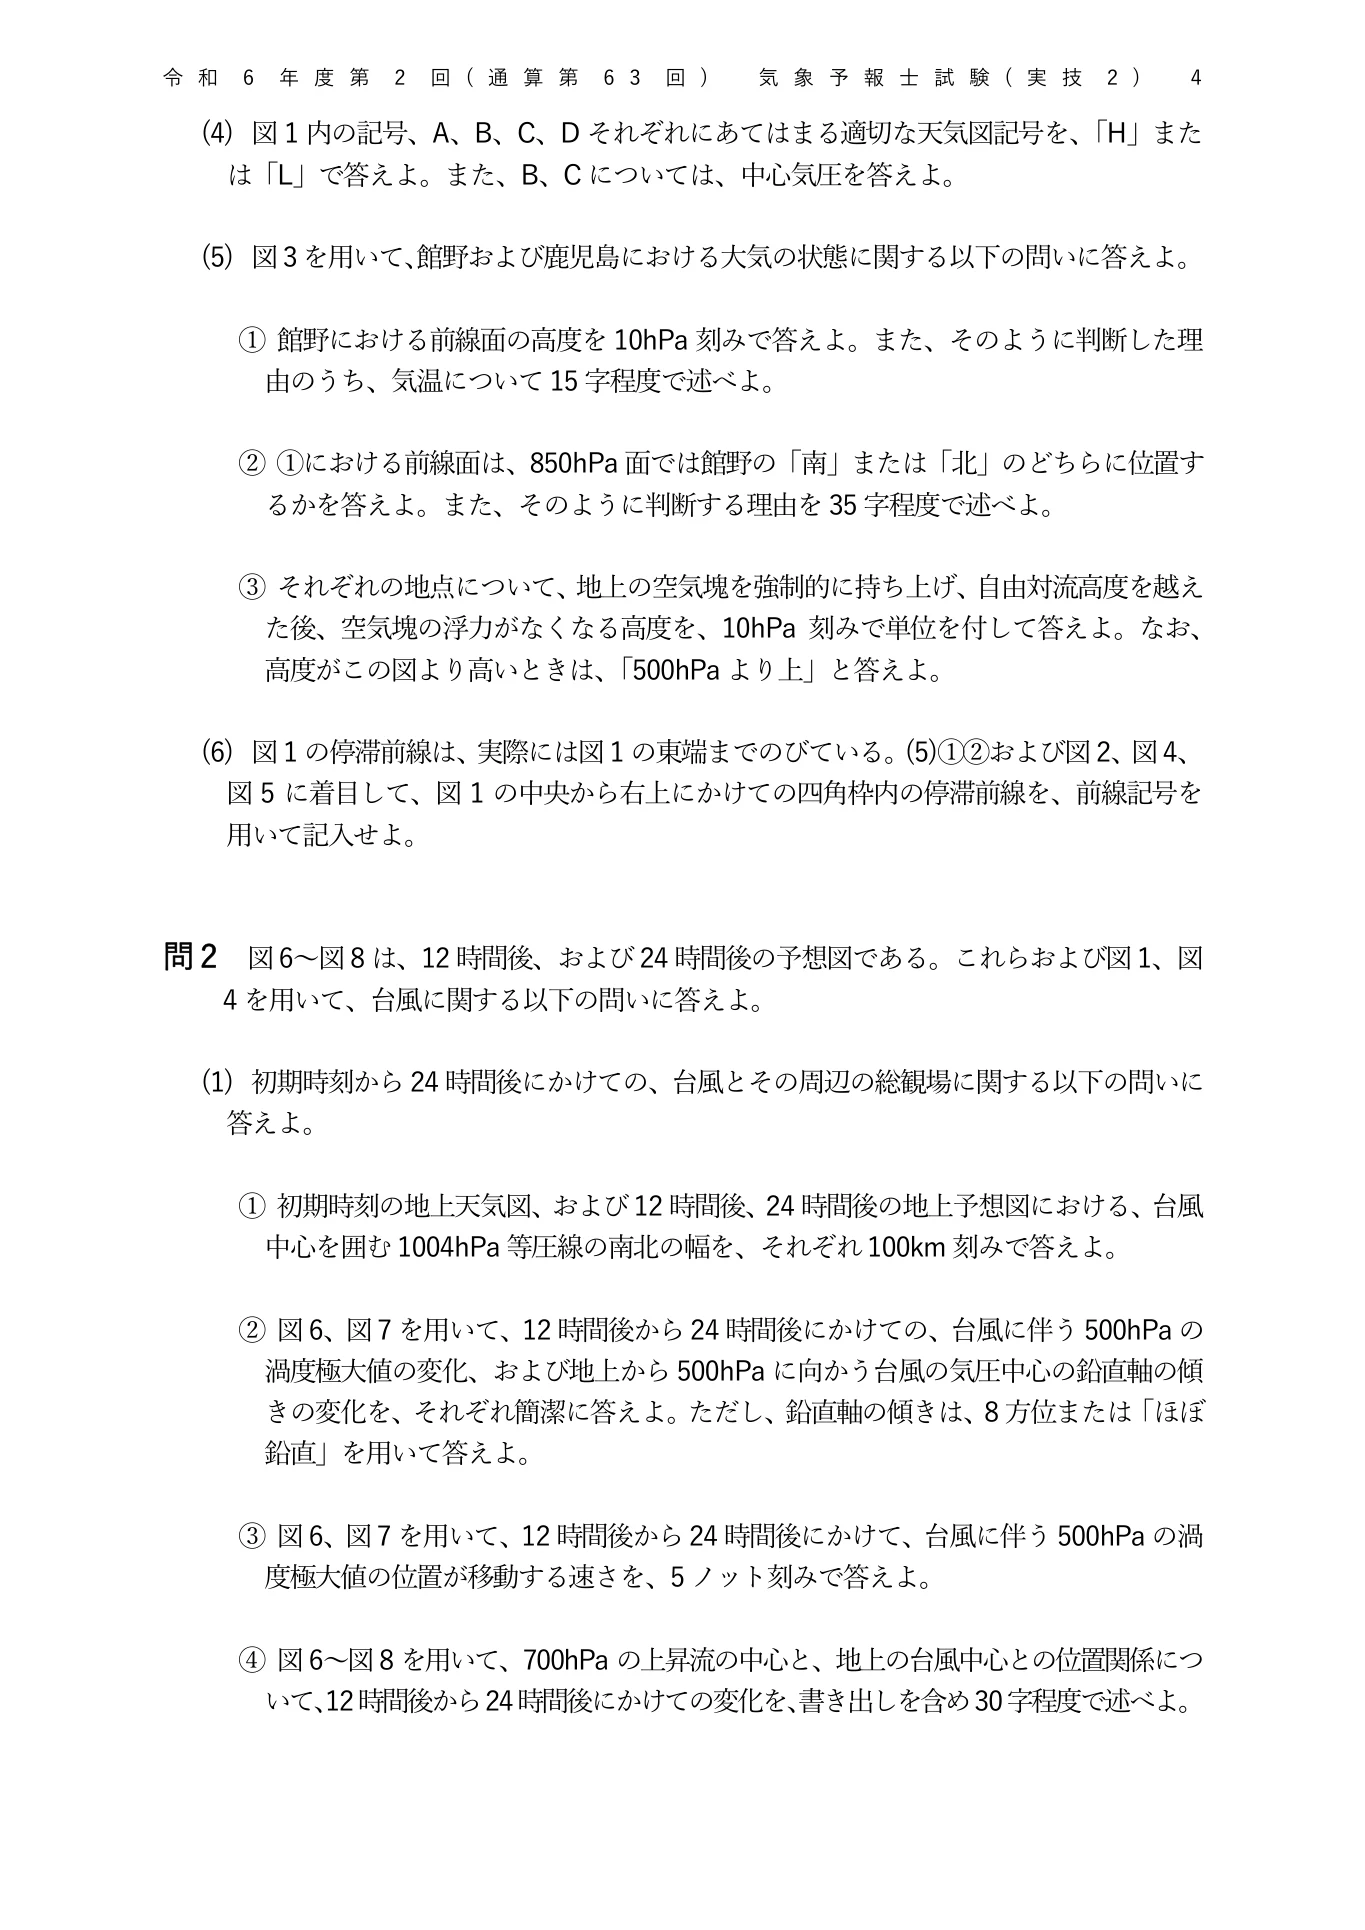 令和6年度第2回(通算第63回) 気象予報士試験(実技2) 4
(4) 図1内の記号、A、B、C、Dそれぞれにあてはまる適切な天気図記号を、「H」また
は「L」で答えよ。また、B、Cについては、中心気圧を答えよ。
(5) 図3を用いて、館野および鹿児島における大気の状態に関する以下の問いに答えよ。
① 館野における前線面の高度を10hPa刻みで答えよ。また、そのように判断した理
由のうち、気温について15字程度で述べよ。
② ①における前線面は、850hPa面では館野の「南」または「北」のどちらに位置す
るかを答えよ。また、そのように判断する理由を35字程度で述べよ。
③ それぞれの地点について、地上の空気塊を強制的に持ち上げ、自由対流高度を越え
た後、空気塊の浮力がなくなる高度を、10hPa 刻みで単位を付して答えよ。なお、
高度がこの図より高いときは、「500hPaより上」と答えよ。
(6) 図1の停滞前線は、実際には図1の東端までのびている。(5)①②および図2、図4、
図5に着目して、図1の中央から右上にかけての四角枠内の停滞前線を、前線記号を
用いて記入せよ。
問2 図6～図8は、12時間後、および24時間後の予想図である。これらおよび図1、図
4を用いて、台風に関する以下の問いに答えよ。
(1) 初期時刻から24時間後にかけての、台風とその周辺の総観場に関する以下の問いに
答えよ。
① 初期時刻の地上天気図、および12時間後、24時間後の地上予想図における、台風
中心を囲む1004hPa等圧線の南北の幅を、それぞれ100km刻みで答えよ。
② 図6、図7を用いて、12時間後から24時間後にかけての、台風に伴う500hPaの
渦度極大値の変化、および地上から500hPaに向かう台風の気圧中心の鉛直軸の傾
きの変化を、それぞれ簡潔に答えよ。ただし、鉛直軸の傾きは、8方位または「ほぼ
鉛直」を用いて答えよ。
③ 図6、図7を用いて、12時間後から24時間後にかけて、台風に伴う500hPaの渦
度極大値の位置が移動する速さを、5ノット刻みで答えよ。
④ 図6～図8を用いて、700hPaの上昇流の中心と、地上の台風中心との位置関係につ
いて、12時間後から24時間後にかけての変化を、書き出しを含め30字程度で述べよ。